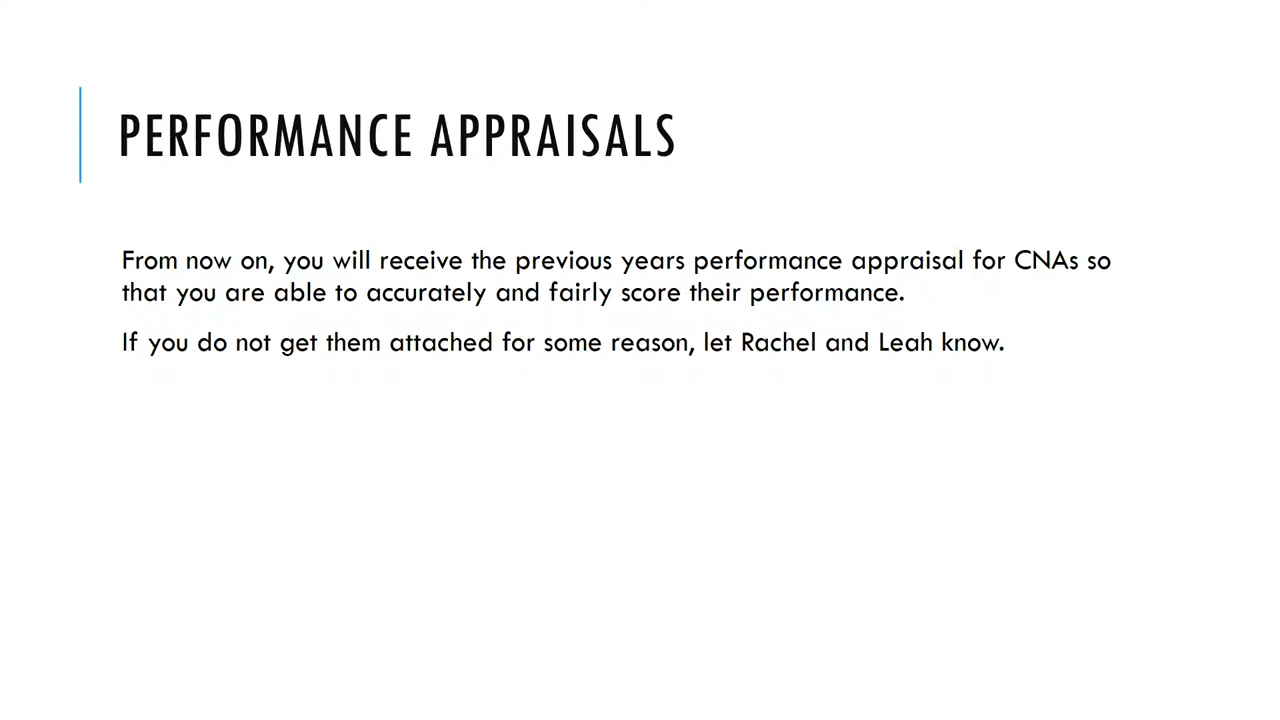 PERFORMANCE APPRAISALS
From now on, you will receive the previous years performance appraisal for CNAs so
that you are able to accurately and fairly score their performance.
If you do not get them attached for some reason, let Rachel and Leah know.